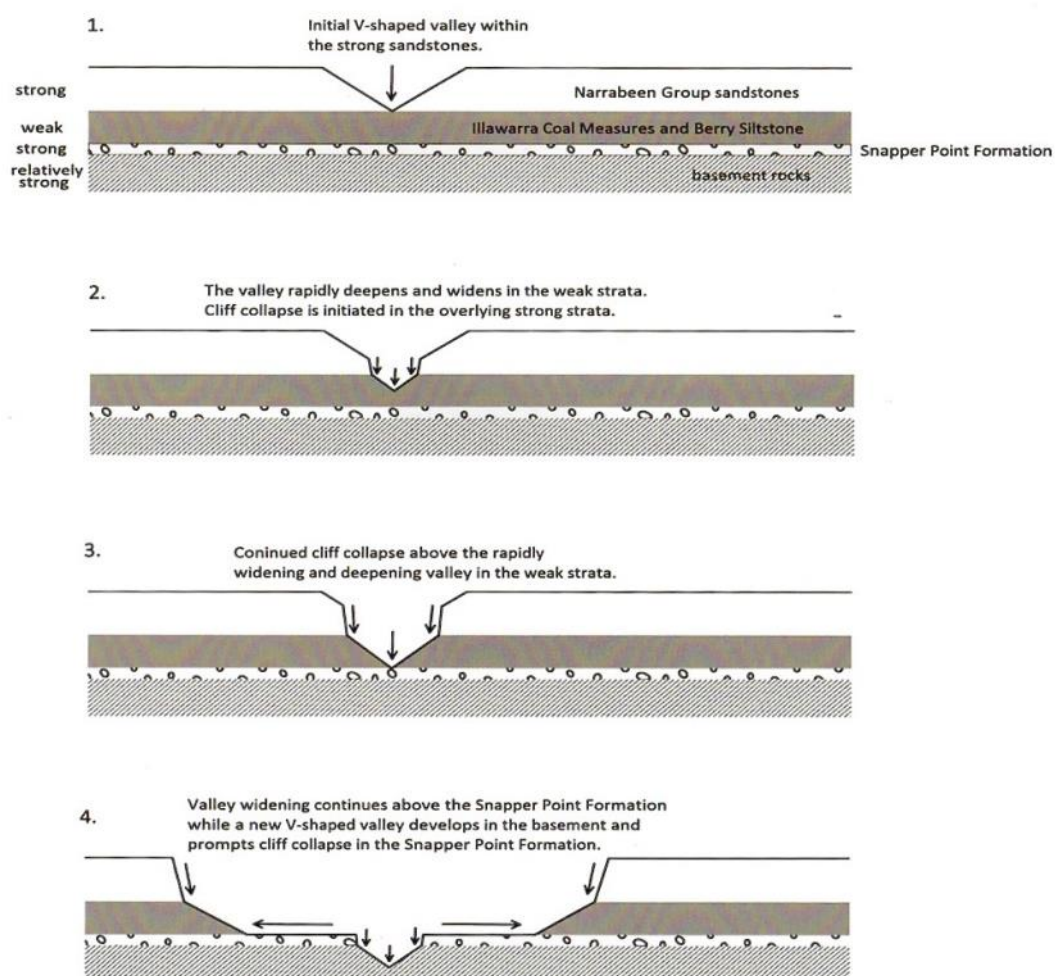 1.
Initial V-shaped valley within
the strong sandstones.
strong
Narrabeen Group sandstones
weak
Illawarra Coal Measures and Berry Siltstone
strong
Snapper Point Formation
relatively
strong
basement rocks
2.
The valley rapidly deepens and widens in the weak strata.
Cliff collapse is initiated in the overlying strong strata.
3.
Coninued cliff collapse above the rapidly
widening and deepening valley in the weak strata.
4.
Valley widening continues above the Snapper Point Formation
while a new V-shaped valley develops in the basement and
prompts cliff collapse in the Snapper Point Formation.